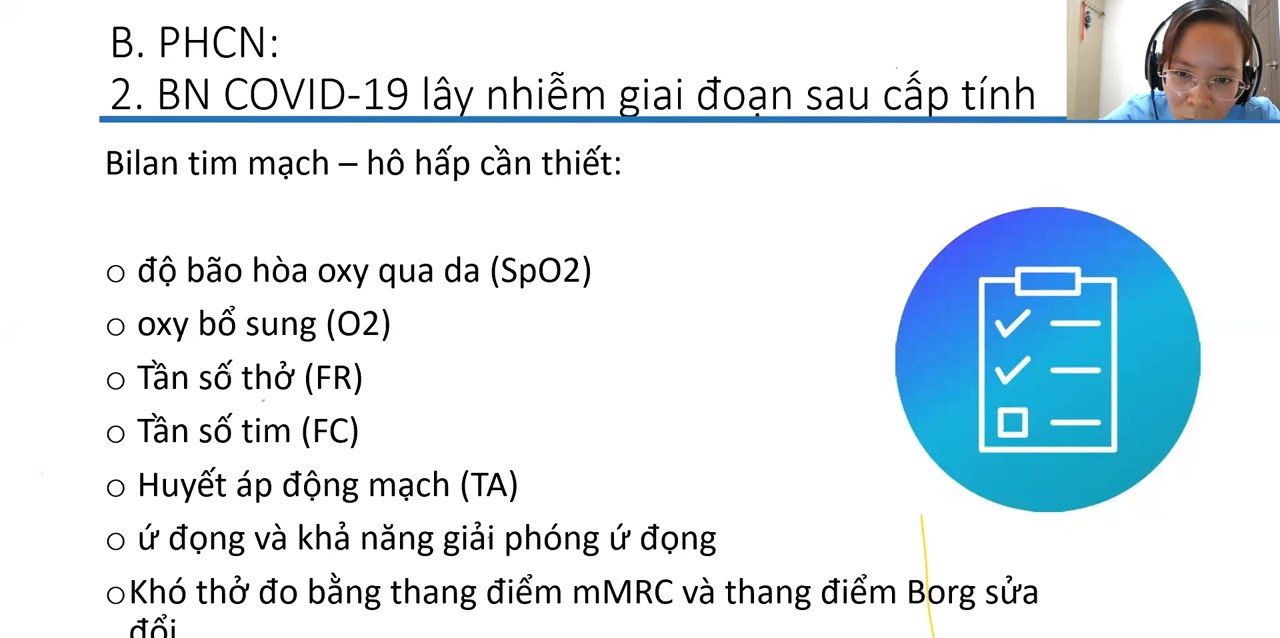 B. PHCN:
2. BN COVID-19 lây nhiễm giai đoạn sau cấp tính
Bilan tim mạch – hô hấp cần thiết:
o độ bão hòa oxy qua da (SpO2)
o oxy bổ sung (O2)
o Tần số thở (FR)
o Tần số tim (FC)
o Huyết áp động mạch (TA)
o ứ đọng và khả năng giải phóng ứ đọng
o Khó thở đo bằng thang điểm mMRC và thang điểm Borg sửa
đổi